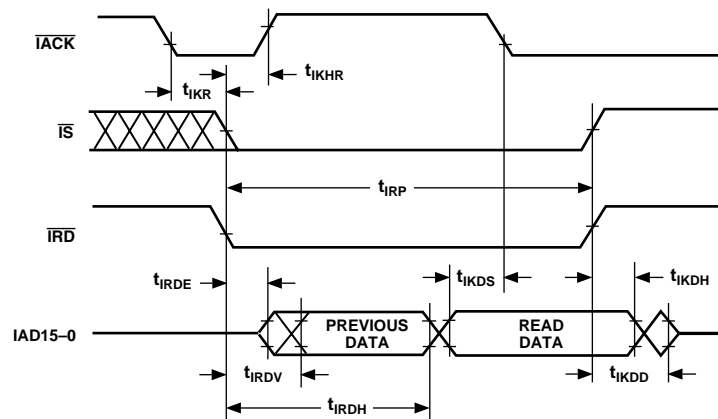 IACK
tIKHR
tIKR
IS
tIRP
IRD
tIRDE
tIKDS
tIKDH
IAD15–0
PREVIOUS
DATA
READ
DATA
tIRDV
tIKDD
tIRDH